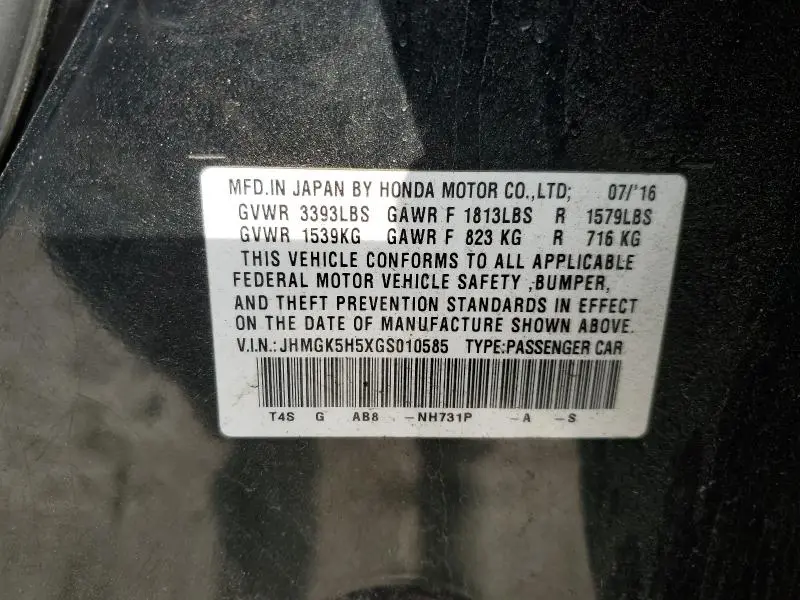 MFD.IN JAPAN BY HONDA MOTOR CO.,LTD; 07/'16
GVWR 3393LBS GAWR F 1813LBS R 1579LBS
GVWR 1539KG GAWR F 823 KG R 716 KG
THIS VEHICLE CONFORMS TO ALL APPLICABLE
FEDERAL MOTOR VEHICLE SAFETY ,BUMPER,
AND THEFT PREVENTION STANDARDS IN EFFECT
ON THE DATE OF MANUFACTURE SHOWN ABOVE.
V.I.N.:JHMGK5H5XGS010585 TYPE:PASSENGER CAR
T4S G AB8 -NH731P -A -S